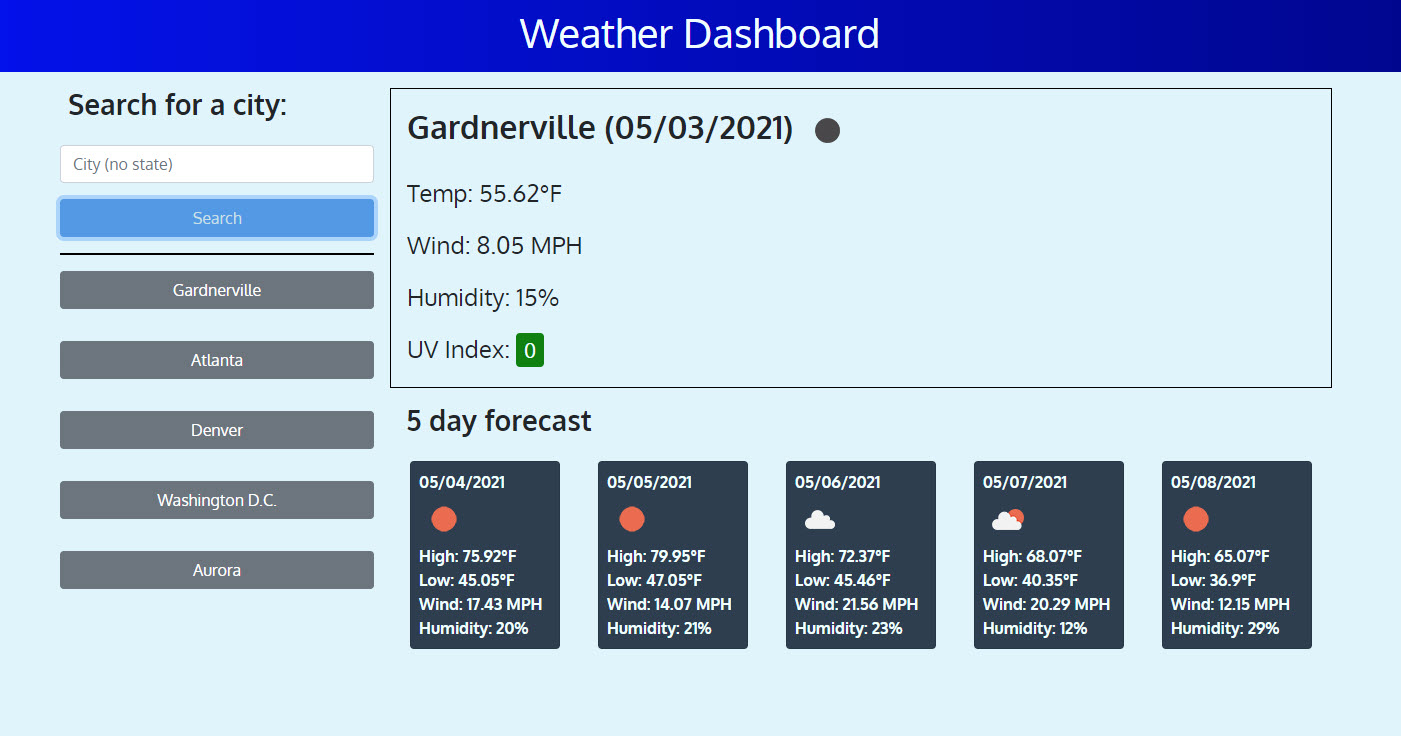 Weather Dashboard
Search for a city:
City (no state)
Search
Gardnerville
Atlanta
Denver
Washington D.C.
Aurora
Gardnerville (05/03/2021)
Temp: 55.62°F
Wind: 8.05 MPH
Humidity: 15%
UV Index: 0
5 day forecast
05/04/2021
High: 75.92°F
Low: 45.05°F
Wind: 17.43 MPH
Humidity: 20%
05/05/2021
High: 79.95°F
Low: 47.05°F
Wind: 14.07 MPH
Humidity: 21%
05/06/2021
High: 72.37°F
Low: 45.46°F
Wind: 21.56 MPH
Humidity: 23%
05/07/2021
High: 68.07°F
Low: 40.35°F
Wind: 20.29 MPH
Humidity: 12%
05/08/2021
High: 65.07°F
Low: 36.9°F
Wind: 12.15 MPH
Humidity: 29%